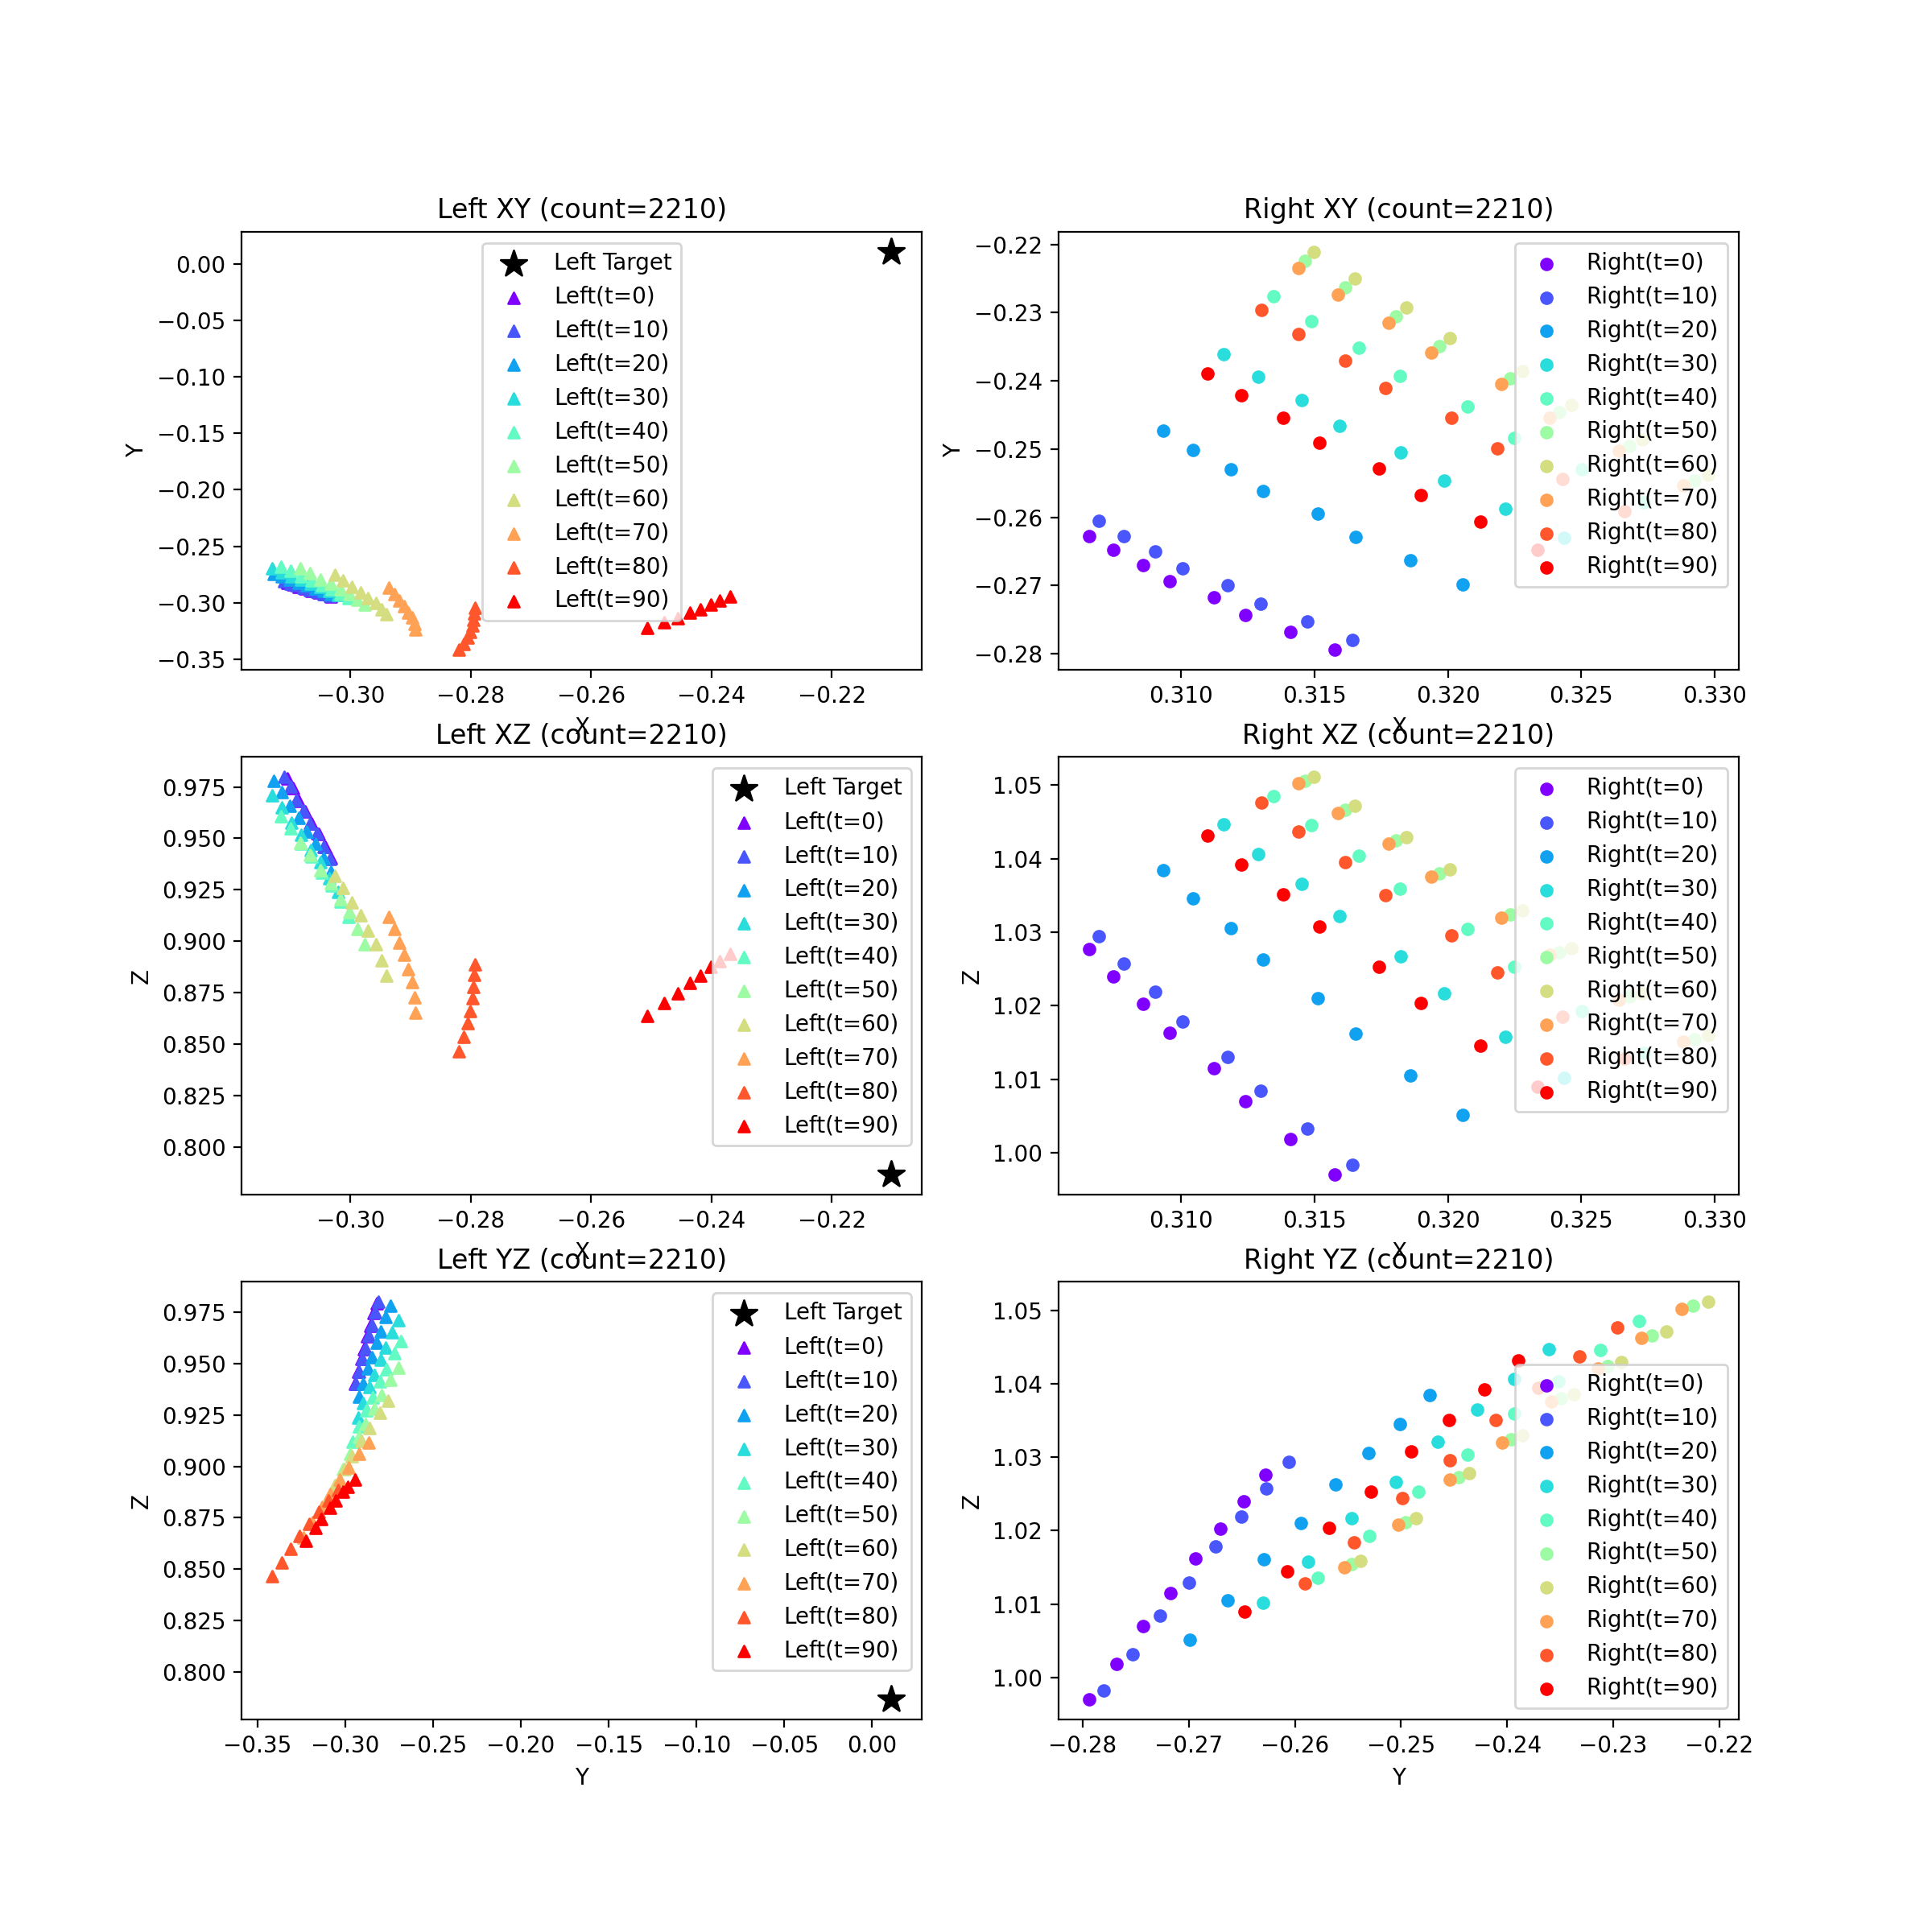 Left XY (count=2210)
0.00
−0.05
−0.10
−0.15
−0.20
−0.25
−0.30
−0.35
Y
−0.30
−0.28
−0.26
−0.24
−0.22
X
Left Target
Left(t=0)
Left(t=10)
Left(t=20)
Left(t=30)
Left(t=40)
Left(t=50)
Left(t=60)
Left(t=70)
Left(t=80)
Left(t=90)
Right XY (count=2210)
−0.22
−0.23
−0.24
−0.25
−0.26
−0.27
−0.28
Y
0.310
0.315
0.320
0.325
0.330
X
Right(t=0)
Right(t=10)
Right(t=20)
Right(t=30)
Right(t=40)
Right(t=50)
Right(t=60)
Right(t=70)
Right(t=80)
Right(t=90)
Left XZ (count=2210)
0.975
0.950
0.925
0.900
0.875
0.850
0.825
0.800
Z
−0.30
−0.28
−0.26
−0.24
−0.22
X
Left Target
Left(t=0)
Left(t=10)
Left(t=20)
Left(t=30)
Left(t=40)
Left(t=50)
Left(t=60)
Left(t=70)
Left(t=80)
Left(t=90)
Right XZ (count=2210)
1.05
1.04
1.03
1.02
1.01
1.00
Z
0.310
0.315
0.320
0.325
0.330
X
Right(t=0)
Right(t=10)
Right(t=20)
Right(t=30)
Right(t=40)
Right(t=50)
Right(t=60)
Right(t=70)
Right(t=80)
Right(t=90)
Left YZ (count=2210)
0.975
0.950
0.925
0.900
0.875
0.850
0.825
0.800
Z
−0.35
−0.30
−0.25
−0.20
−0.15
−0.10
−0.05
0.00
Y
Left Target
Left(t=0)
Left(t=10)
Left(t=20)
Left(t=30)
Left(t=40)
Left(t=50)
Left(t=60)
Left(t=70)
Left(t=80)
Left(t=90)
Right YZ (count=2210)
1.05
1.04
1.03
1.02
1.01
1.00
Z
−0.28
−0.27
−0.26
−0.25
−0.24
−0.23
−0.22
Y
Right(t=0)
Right(t=10)
Right(t=20)
Right(t=30)
Right(t=40)
Right(t=50)
Right(t=60)
Right(t=70)
Right(t=80)
Right(t=90)